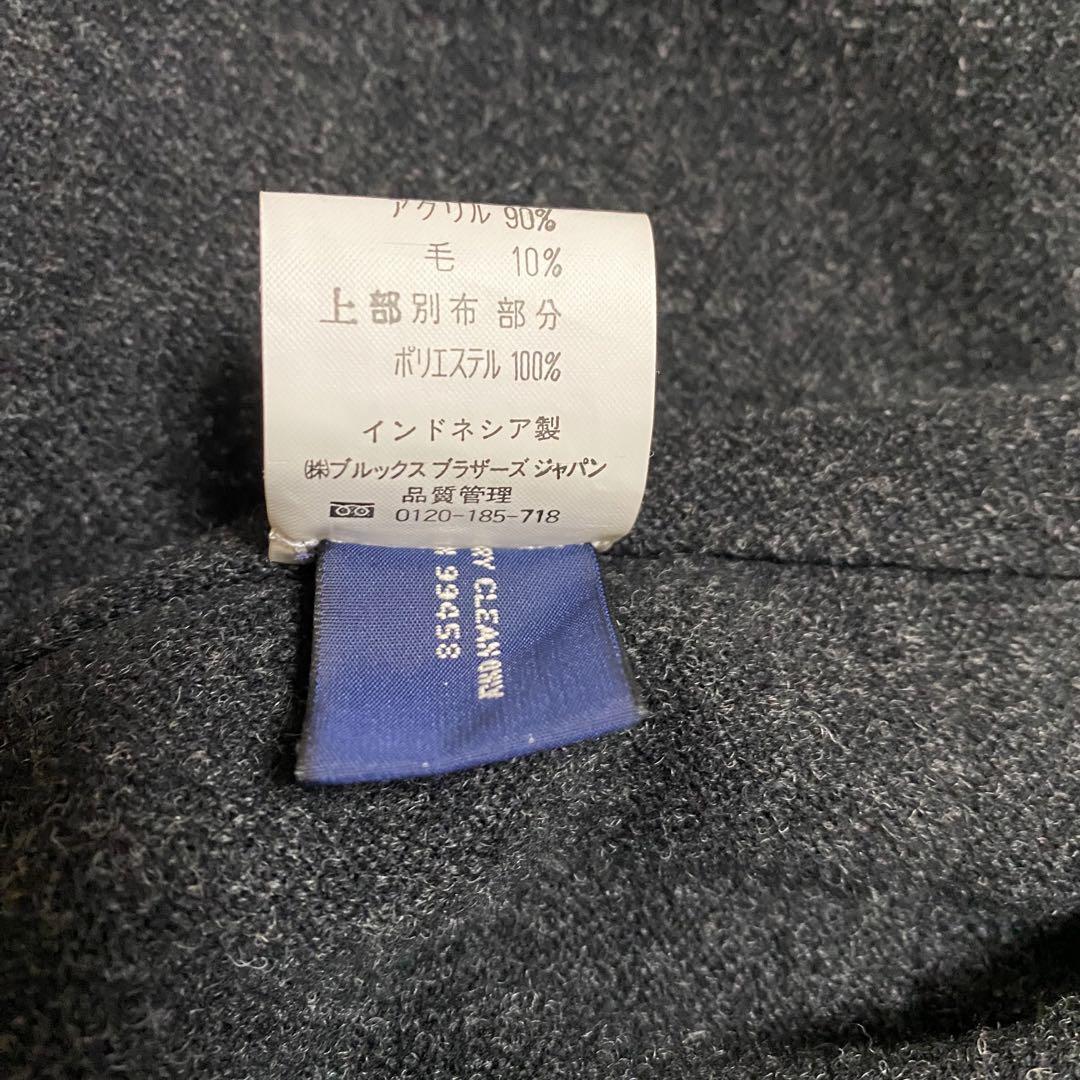 アクリル 90%
毛 10%
上部別布 部分
ポリエステル 100%
インドネシア製
㈱ブルックス ブラザーズ ジャパン
品質管理
0120-185-718
CLEAN ONLY
99458